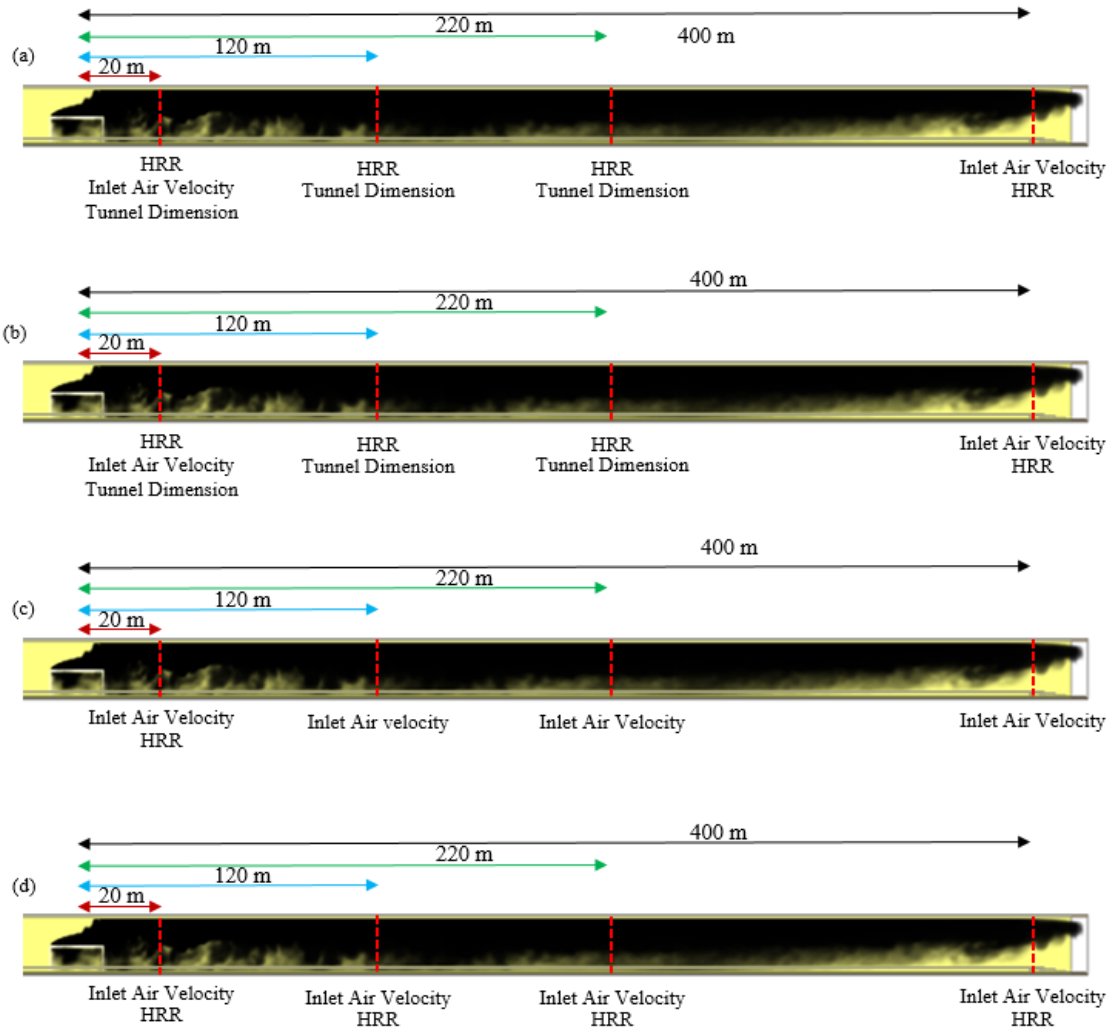 220 m
400 m
(a)
120 m
20 m
HRR
Inlet Air Velocity
Tunnel Dimension
HRR
Tunnel Dimension
HRR
Tunnel Dimension
Inlet Air Velocity
HRR
400 m
220 m
(b)
120 m
20 m
HRR
Inlet Air Velocity
Tunnel Dimension
HRR
Tunnel Dimension
HRR
Tunnel Dimension
Inlet Air Velocity
HRR
400 m
220 m
(c)
120 m
20 m
Inlet Air Velocity
HRR
Inlet Air velocity
Inlet Air Velocity
Inlet Air Velocity
400 m
220 m
(d)
120 m
20 m
Inlet Air Velocity
HRR
Inlet Air Velocity
HRR
Inlet Air Velocity
HRR
Inlet Air Velocity
HRR